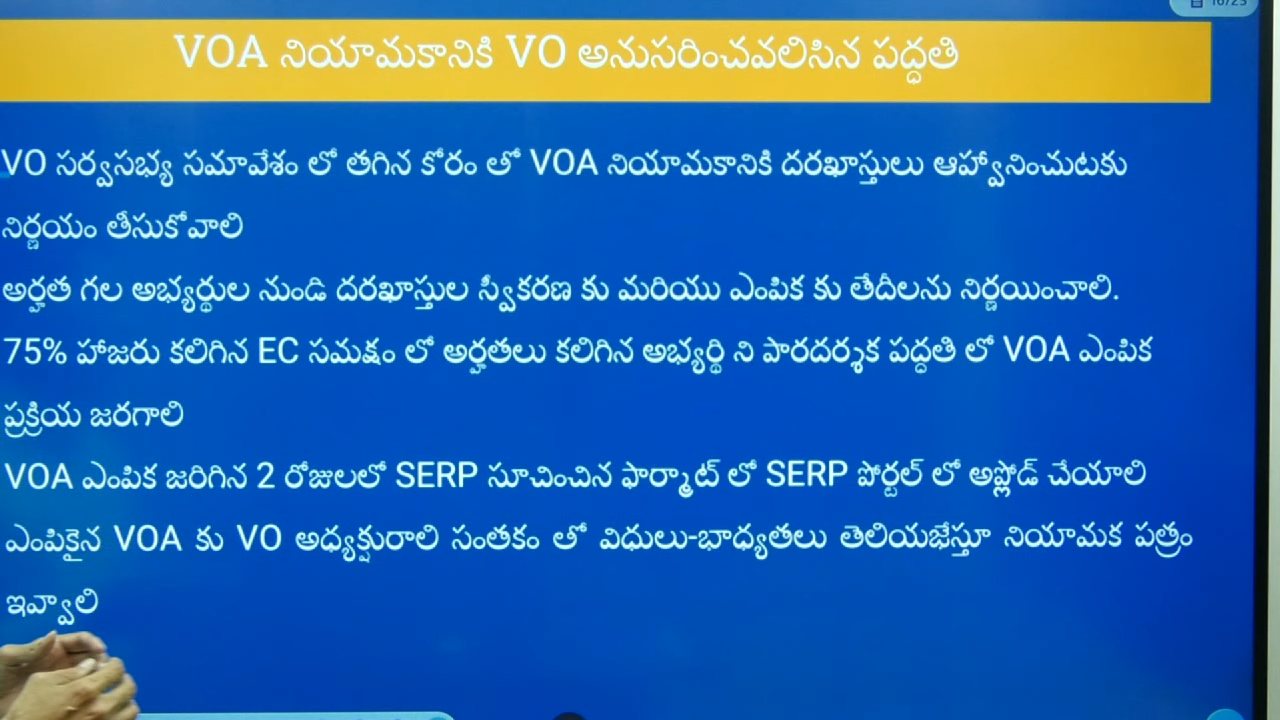 16/23
VOA నియామకానికి VO అనుసరించవలిసిన పద్ధతి
VO సర్వసభ్య సమావేశం లో తగిన కోరం తో VOA నియామకానికి దరఖాస్తులు ఆహ్వానించుటకు
నిర్ణయం తీసుకోవాలి
అర్హత గల అభ్యర్థుల నుండి దరఖాస్తుల స్వీకరణ కు మరియు ఎంపిక కు తేదీలను నిర్ణయించాలి.
75% హాజరు కలిగిన EC సమక్షం లో అర్హతలు కలిగిన అభ్యర్థి ని పారదర్శక పద్దతి లో VOA ఎంపిక
ప్రక్రియ జరగాలి
VOA ఎంపిక జరిగిన 2 రోజులలో SERP సూచించిన ఫార్మాట్ లో SERP పోర్టల్ లో అప్లోడ్ చేయాలి
ఎంపికైన VOA కు VO అధ్యక్షురాలి సంతకం తో విధులు-భాధ్యతలు తెలియజేస్తూ నియామక పత్రం
ఇవ్వాలి